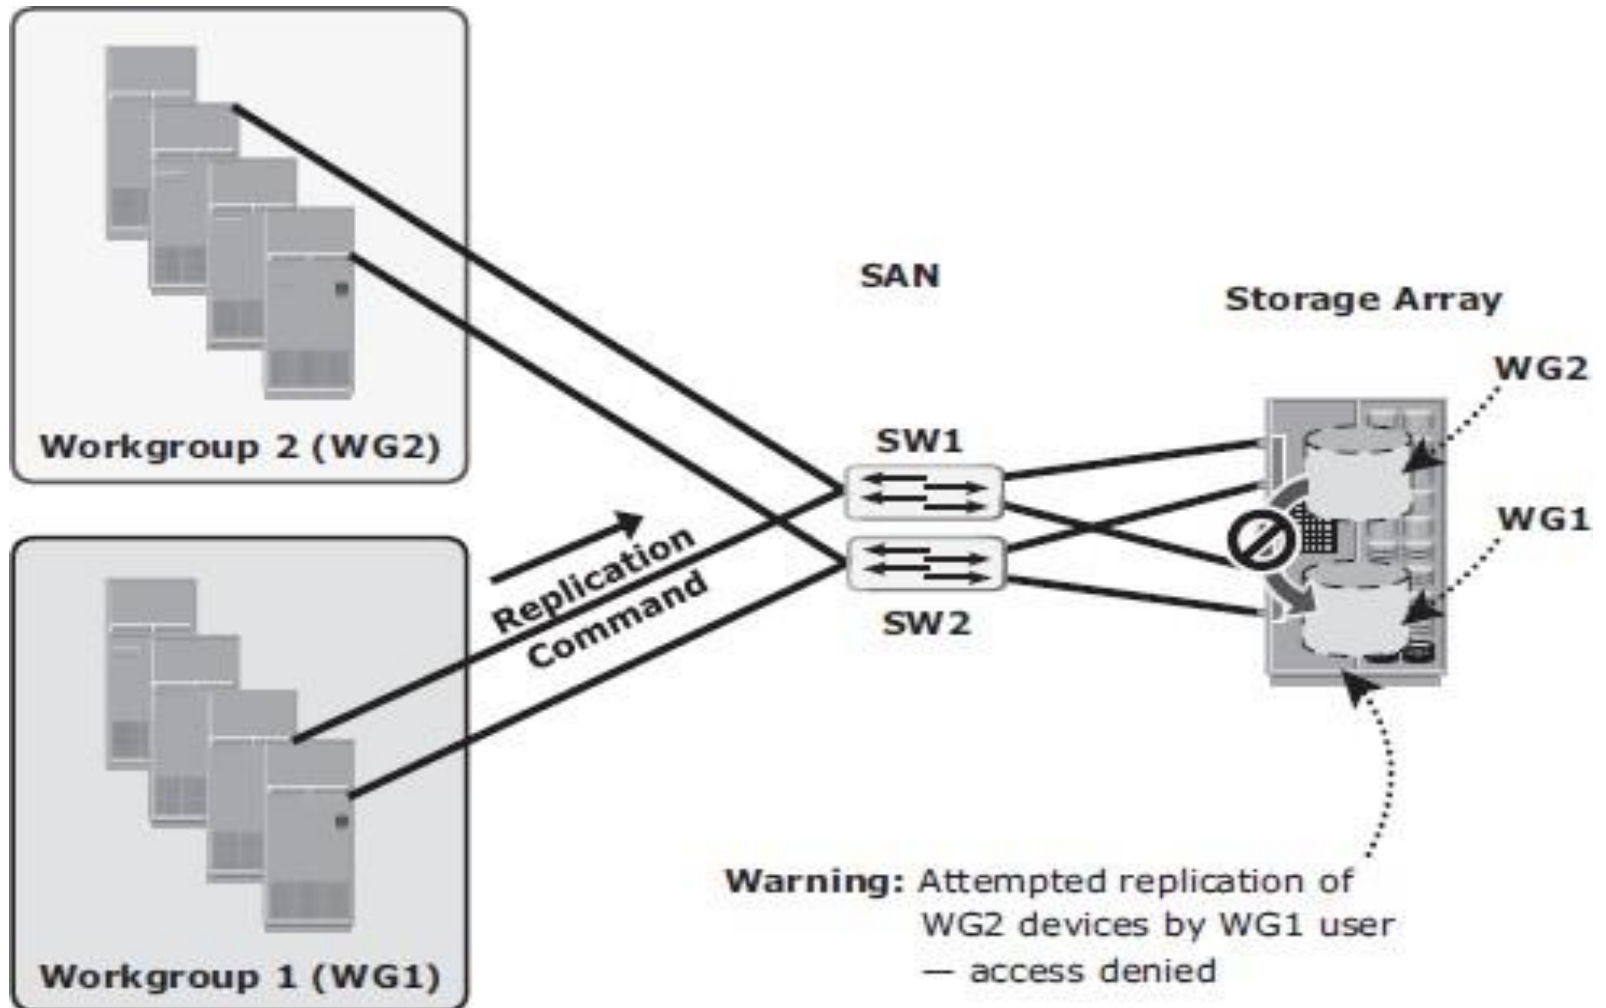 SAN
Storage Array
WG2
Workgroup 2 (WG2)
SW1
WG1
Replication
Command
SW2
Warning: Attempted replication of
WG2 devices by WG1 user
— access denied
Workgroup 1 (WG1)